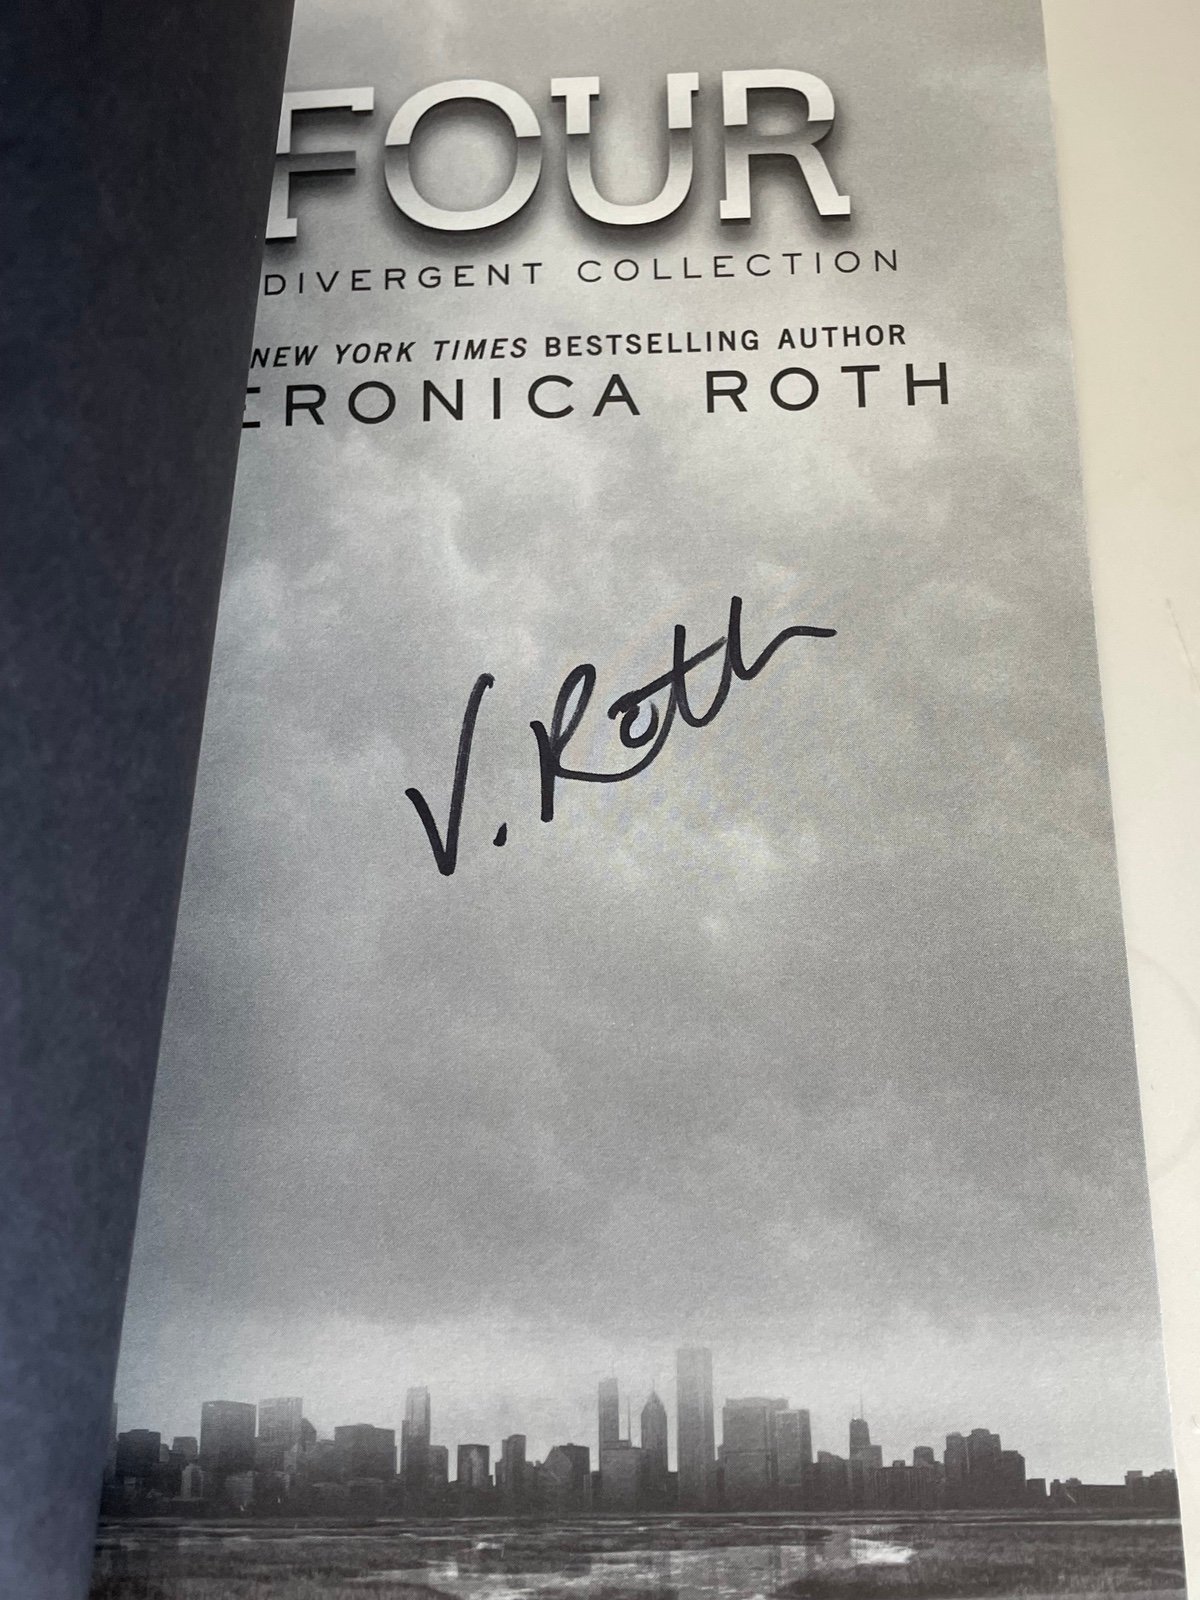 FOUR
DIVERGENT COLLECTION
NEW YORK TIMES BESTSELLING AUTHOR
ERONICA ROTH
V. Roth